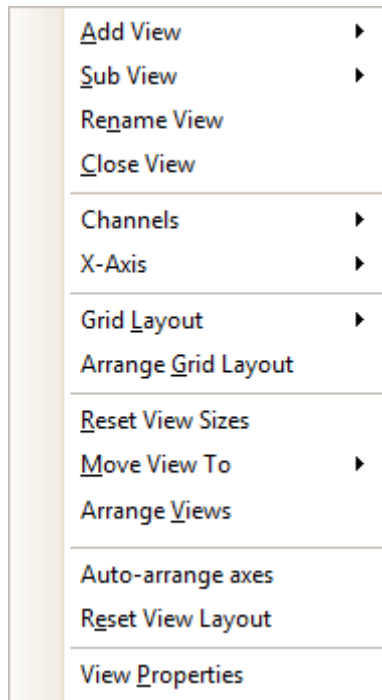 Add View
Sub View
Rename View
Close View
Channels
X-Axis
Grid Layout
Arrange Grid Layout
Reset View Sizes
Move View To
Arrange Views
Auto-arrange axes
Reset View Layout
View Properties